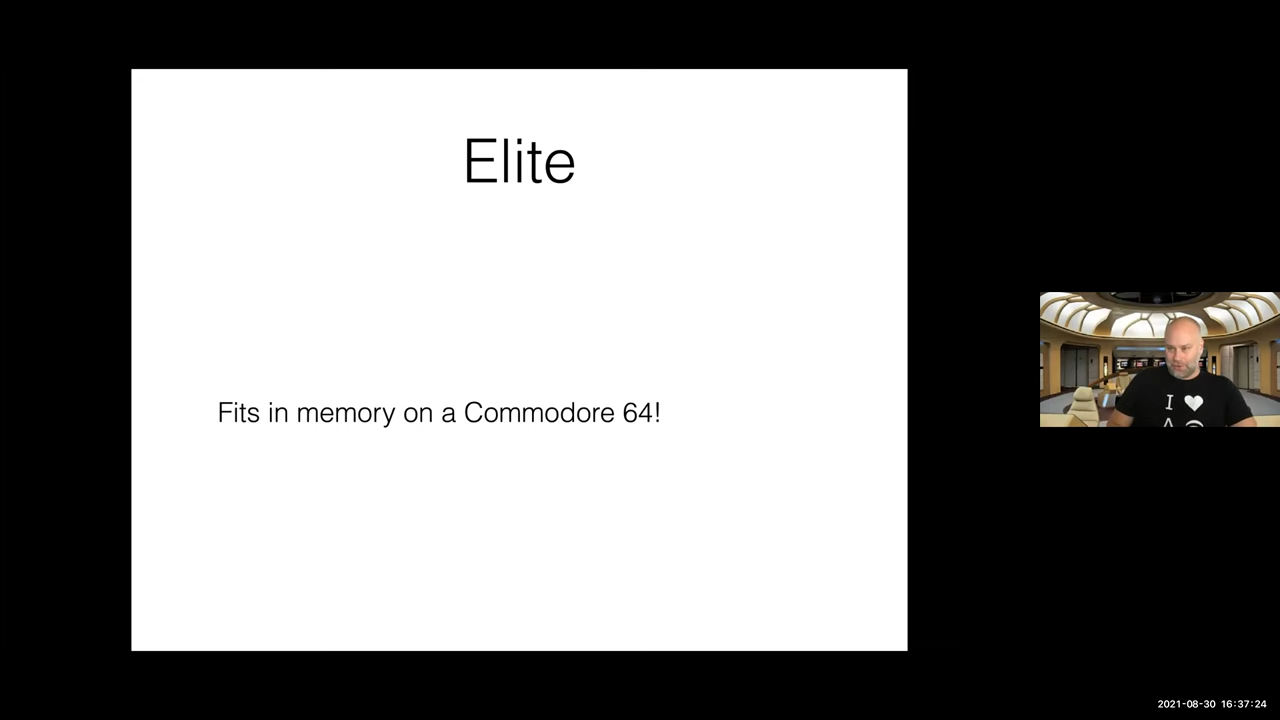 Elite
Fits in memory on a Commodore 64!
I ♥
2021-08-30 16:37:24